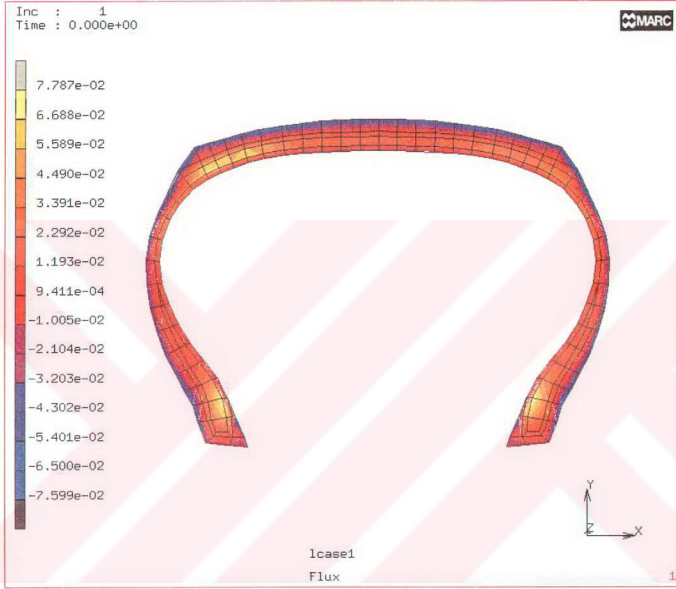 Inc : 1
Time : 0.000e+00
MARC
7.787e-02
6.688e-02
5.589e-02
4.490e-02
3.391e-02
2.292e-02
1.193e-02
9.411e-04
-1.005e-02
-2.104e-02
-3.203e-02
-4.302e-02
-5.401e-02
-6.500e-02
-7.599e-02
Y
Z X
lcase1
Flux
1